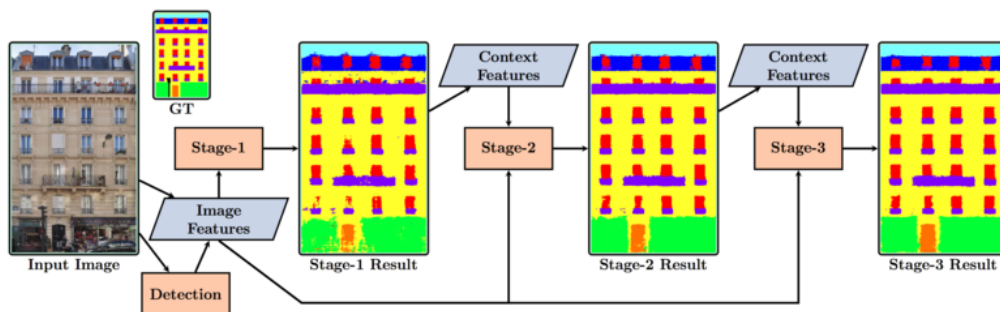 GT
Context
Features
Context
Features
Stage-1
Stage-2
Stage-3
Image
Features
Input Image
Stage-1 Result
Stage-2 Result
Stage-3 Result
Detection